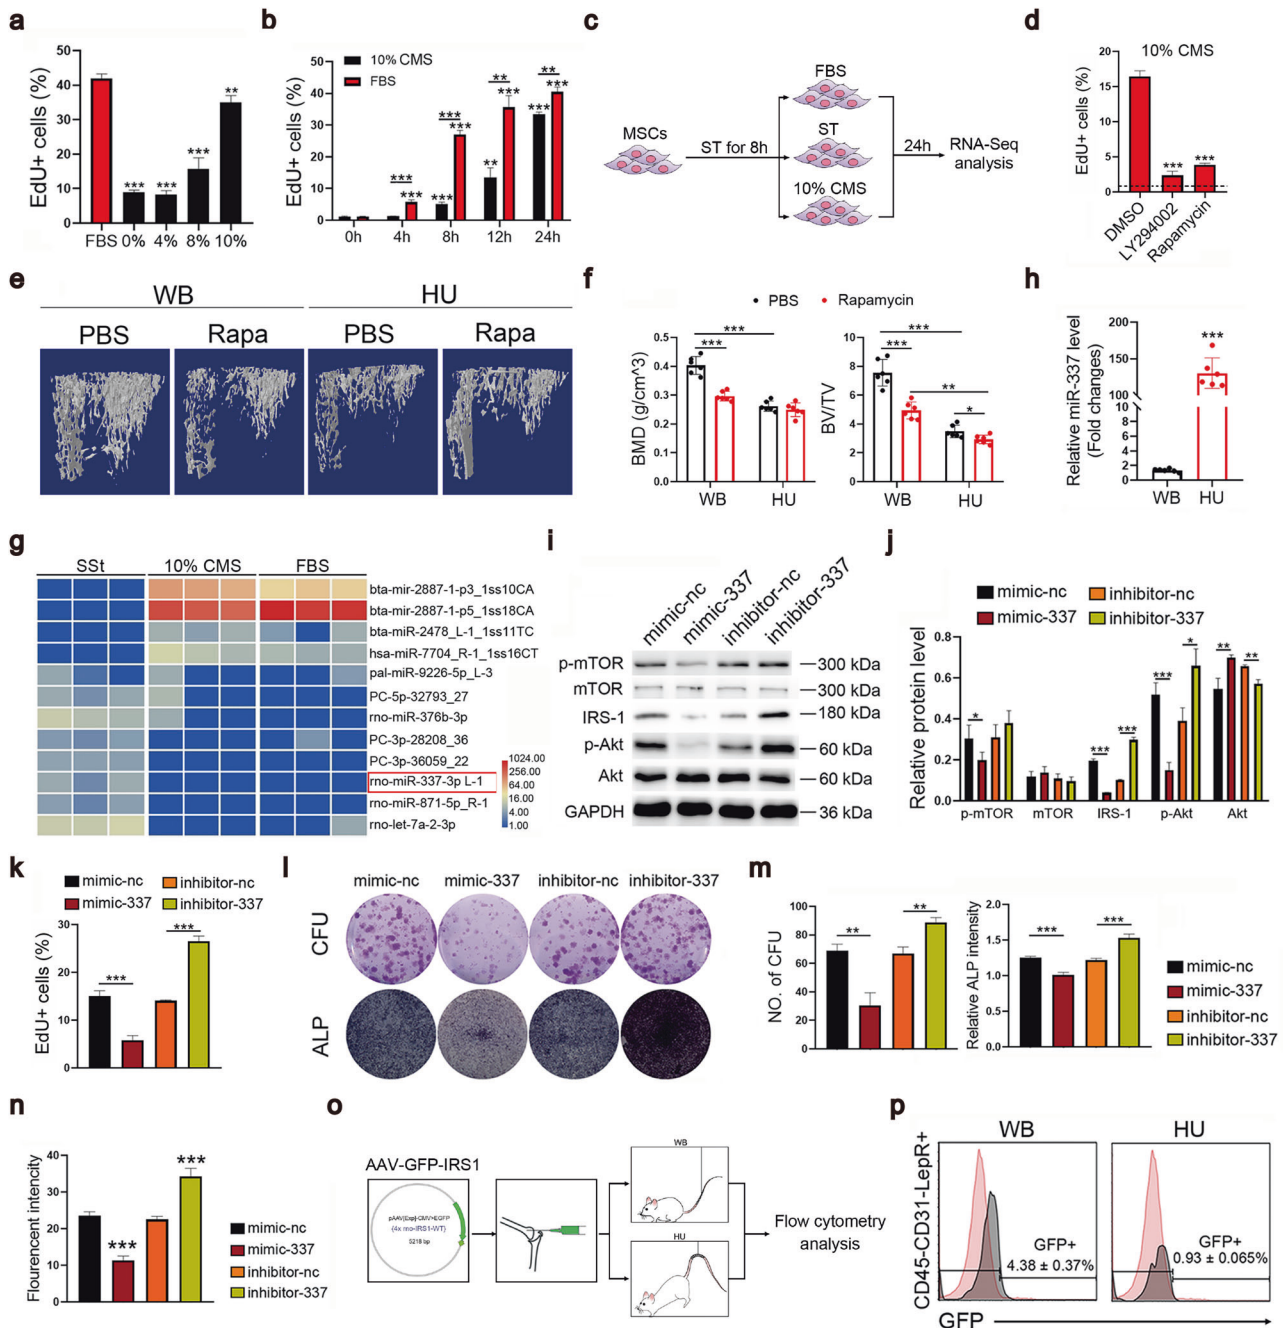 a
EdU+ cells (%)
50
40
30
20
10
0
***
***
***
**
FBS 0% 4% 8% 10%
b
EdU+ cells (%)
50
40
30
20
10
0
10% CMS
FBS
***
***
***
***
***
**
***
**
***
**
***
0h 4h 8h 12h 24h
c
MSCs
ST for 8h
FBS
ST
10% CMS
24h
RNA-Seq
analysis
d
10% CMS
EdU+ cells (%)
20
15
10
5
0
***
***
DMSO
LY294002
Rapamycin
e
WB HU
PBS Rapa PBS Rapa
f
PBS Rapamycin
BMD (g/cm^3)
0.5
0.4
0.3
0.2
0.1
0.0
***
***
WB HU
BV/TV
10
8
6
4
2
0
***
***
**
*
WB HU
h
Relative miR-337 level
(Fold changes)
200
150
100
10
8
6
4
2
0
***
WB HU
g
SSt 10% CMS FBS
bta-mir-2887-1-p3_1ss10CA
bta-mir-2887-1-p5_1ss18CA
bta-miR-2478_L-1_1ss11TC
hsa-miR-7704_R-1_1ss16CT
pal-miR-9226-5p_L-3
PC-5p-32793_27
rno-miR-376b-3p
PC-3p-28208_36
PC-3p-36059_22
rno-miR-337-3p L-1
rno-miR-871-5p_R-1
rno-let-7a-2-3p
1024.00
256.00
64.00
16.00
4.00
1.00
i
mimic-nc
mimic-337
inhibitor-nc
inhibitor-337
p-mTOR 300 kDa
mTOR 300 kDa
IRS-1 180 kDa
p-Akt 60 kDa
Akt 60 kDa
GAPDH 36 kDa
j
mimic-nc inhibitor-nc
mimic-337 inhibitor-337
Relative protein level
0.8
0.6
0.4
0.2
0.0
*
***
***
***
*
**
**
p-mTOR mTOR IRS-1 p-Akt Akt
k
mimic-nc inhibitor-nc
mimic-337 inhibitor-337
EdU+ cells (%)
30
20
10
0
***
***
l
mimic-nc mimic-337 inhibitor-nc inhibitor-337
CFU
ALP
m
NO. of CFU
100
80
60
40
20
0
**
**
Relative ALP intensity
2.0
1.5
1.0
0.5
0.0
***
***
mimic-nc
mimic-337
inhibitor-nc
inhibitor-337
n
Flourencent intencity
40
30
20
10
0
***
***
mimic-nc
mimic-337
inhibitor-nc
inhibitor-337
o
AAV-GFP-IRS1
pAAV[Exp]-CMV>EGFP
(4x rno-IRS1-WT)
5218 bp
WB
HU
Flow cytometry
analysis
p
WB HU
CD45-CD31-LepR+
GFP+
4.38 ± 0.37%
GFP+
0.93 ± 0.065%
GFP